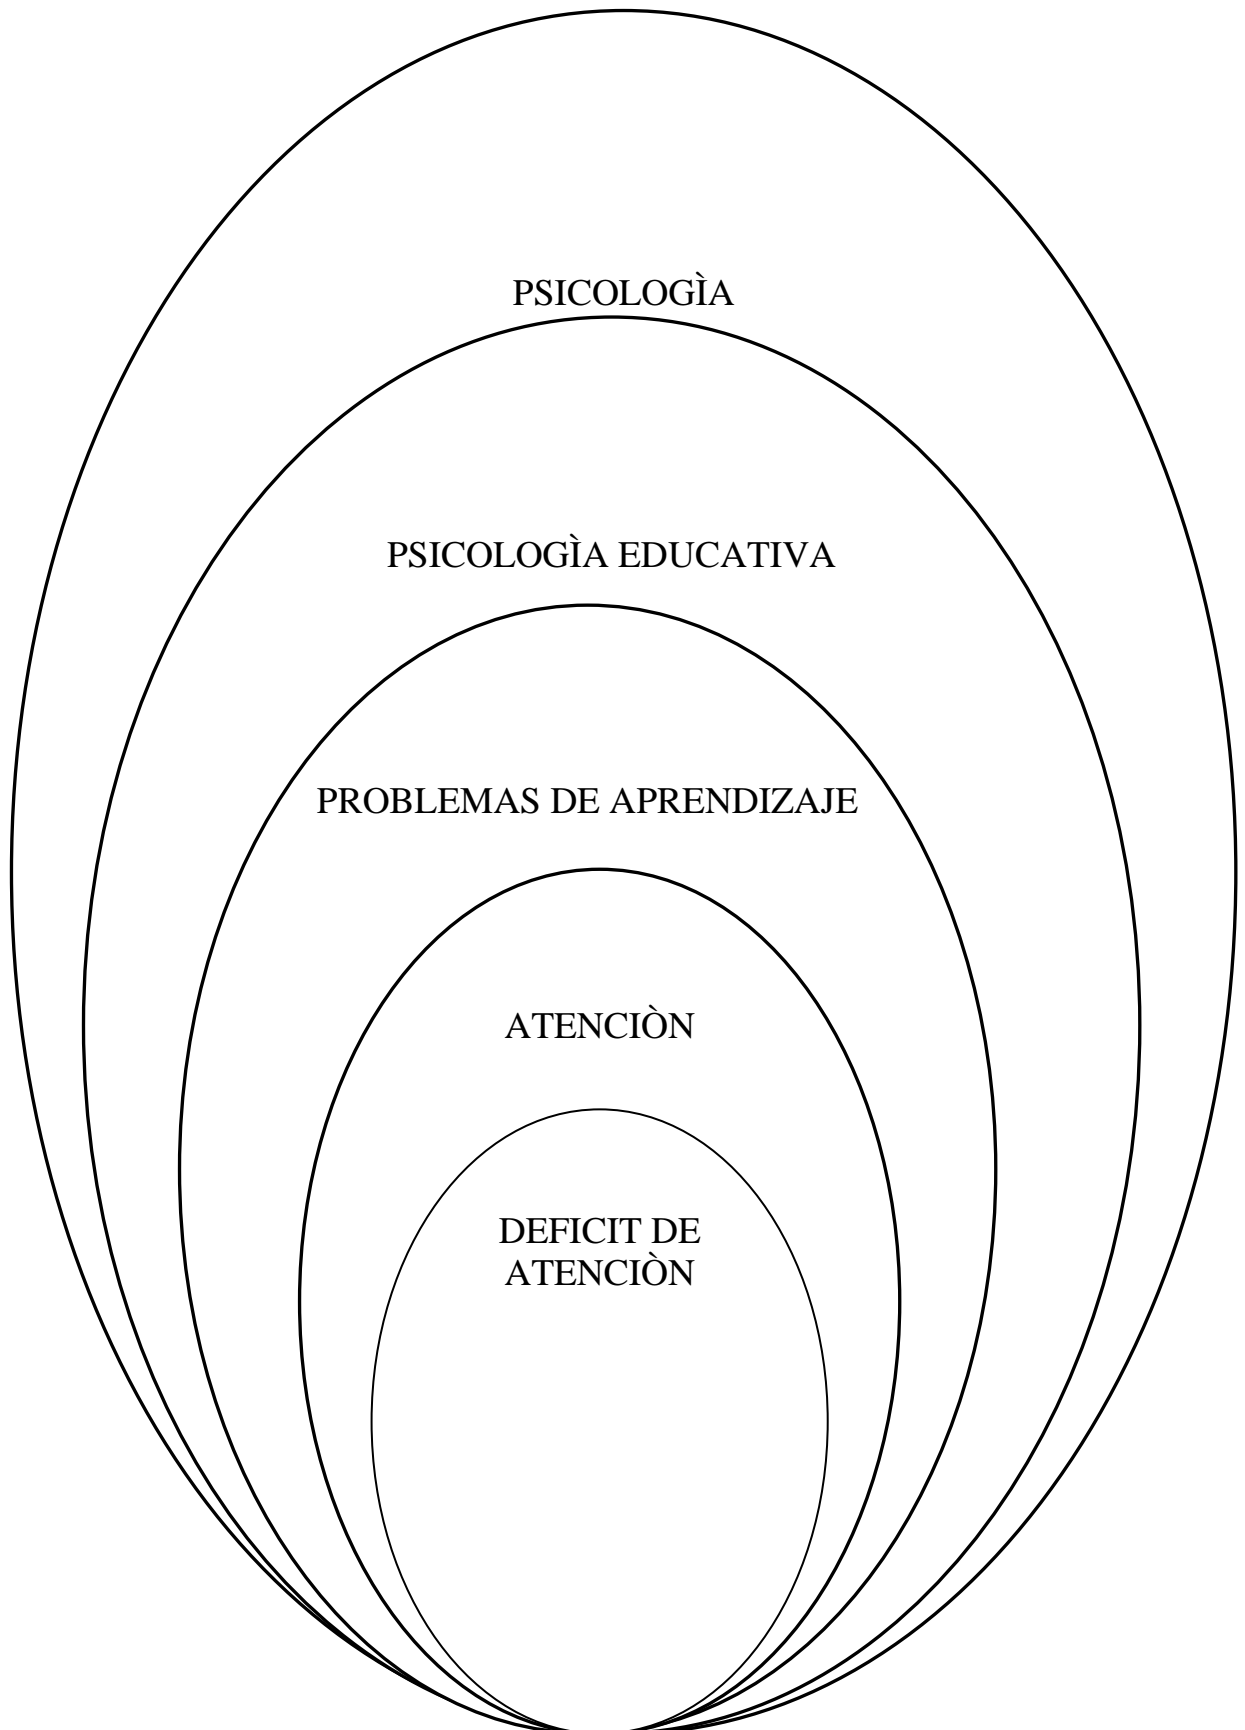 PSICOLOGÌA
PSICOLOGÌA EDUCATIVA
PROBLEMAS DE APRENDIZAJE
ATENCIÒN
DEFICIT DE
ATENCIÒN